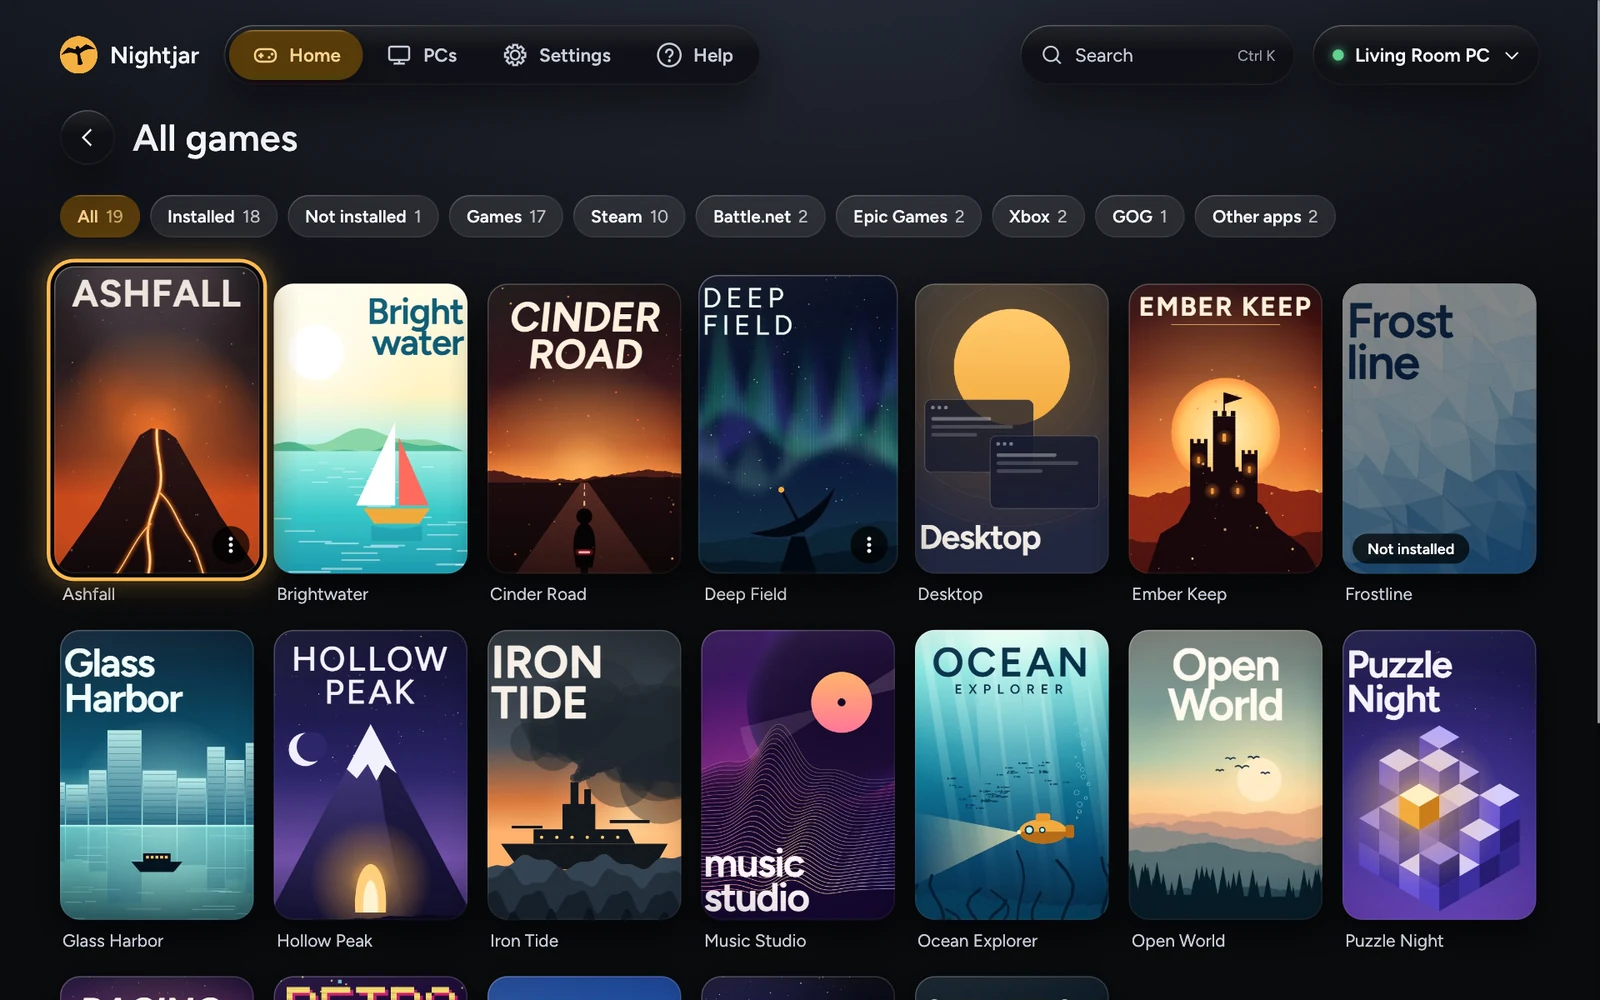 Nightjar
Home
PCs
Settings
Help
Search
Ctrl K
Living Room PC
All games
All 19
Installed 18
Not installed 1
Games 17
Steam 10
Battle.net 2
Epic Games 2
Xbox 2
GOG 1
Other apps 2
ASHFALL
Bright
water
CINDER
ROAD
DEEP
FIELD
Desktop
EMBER KEEP
Frost
line
Not installed
Ashfall
Brightwater
Cinder Road
Deep Field
Desktop
Ember Keep
Frostline
Glass
Harbor
HOLLOW
PEAK
IRON
TIDE
music
studio
OCEAN
EXPLORER
Open
World
Puzzle
Night
Glass Harbor
Hollow Peak
Iron Tide
Music Studio
Ocean Explorer
Open World
Puzzle Night